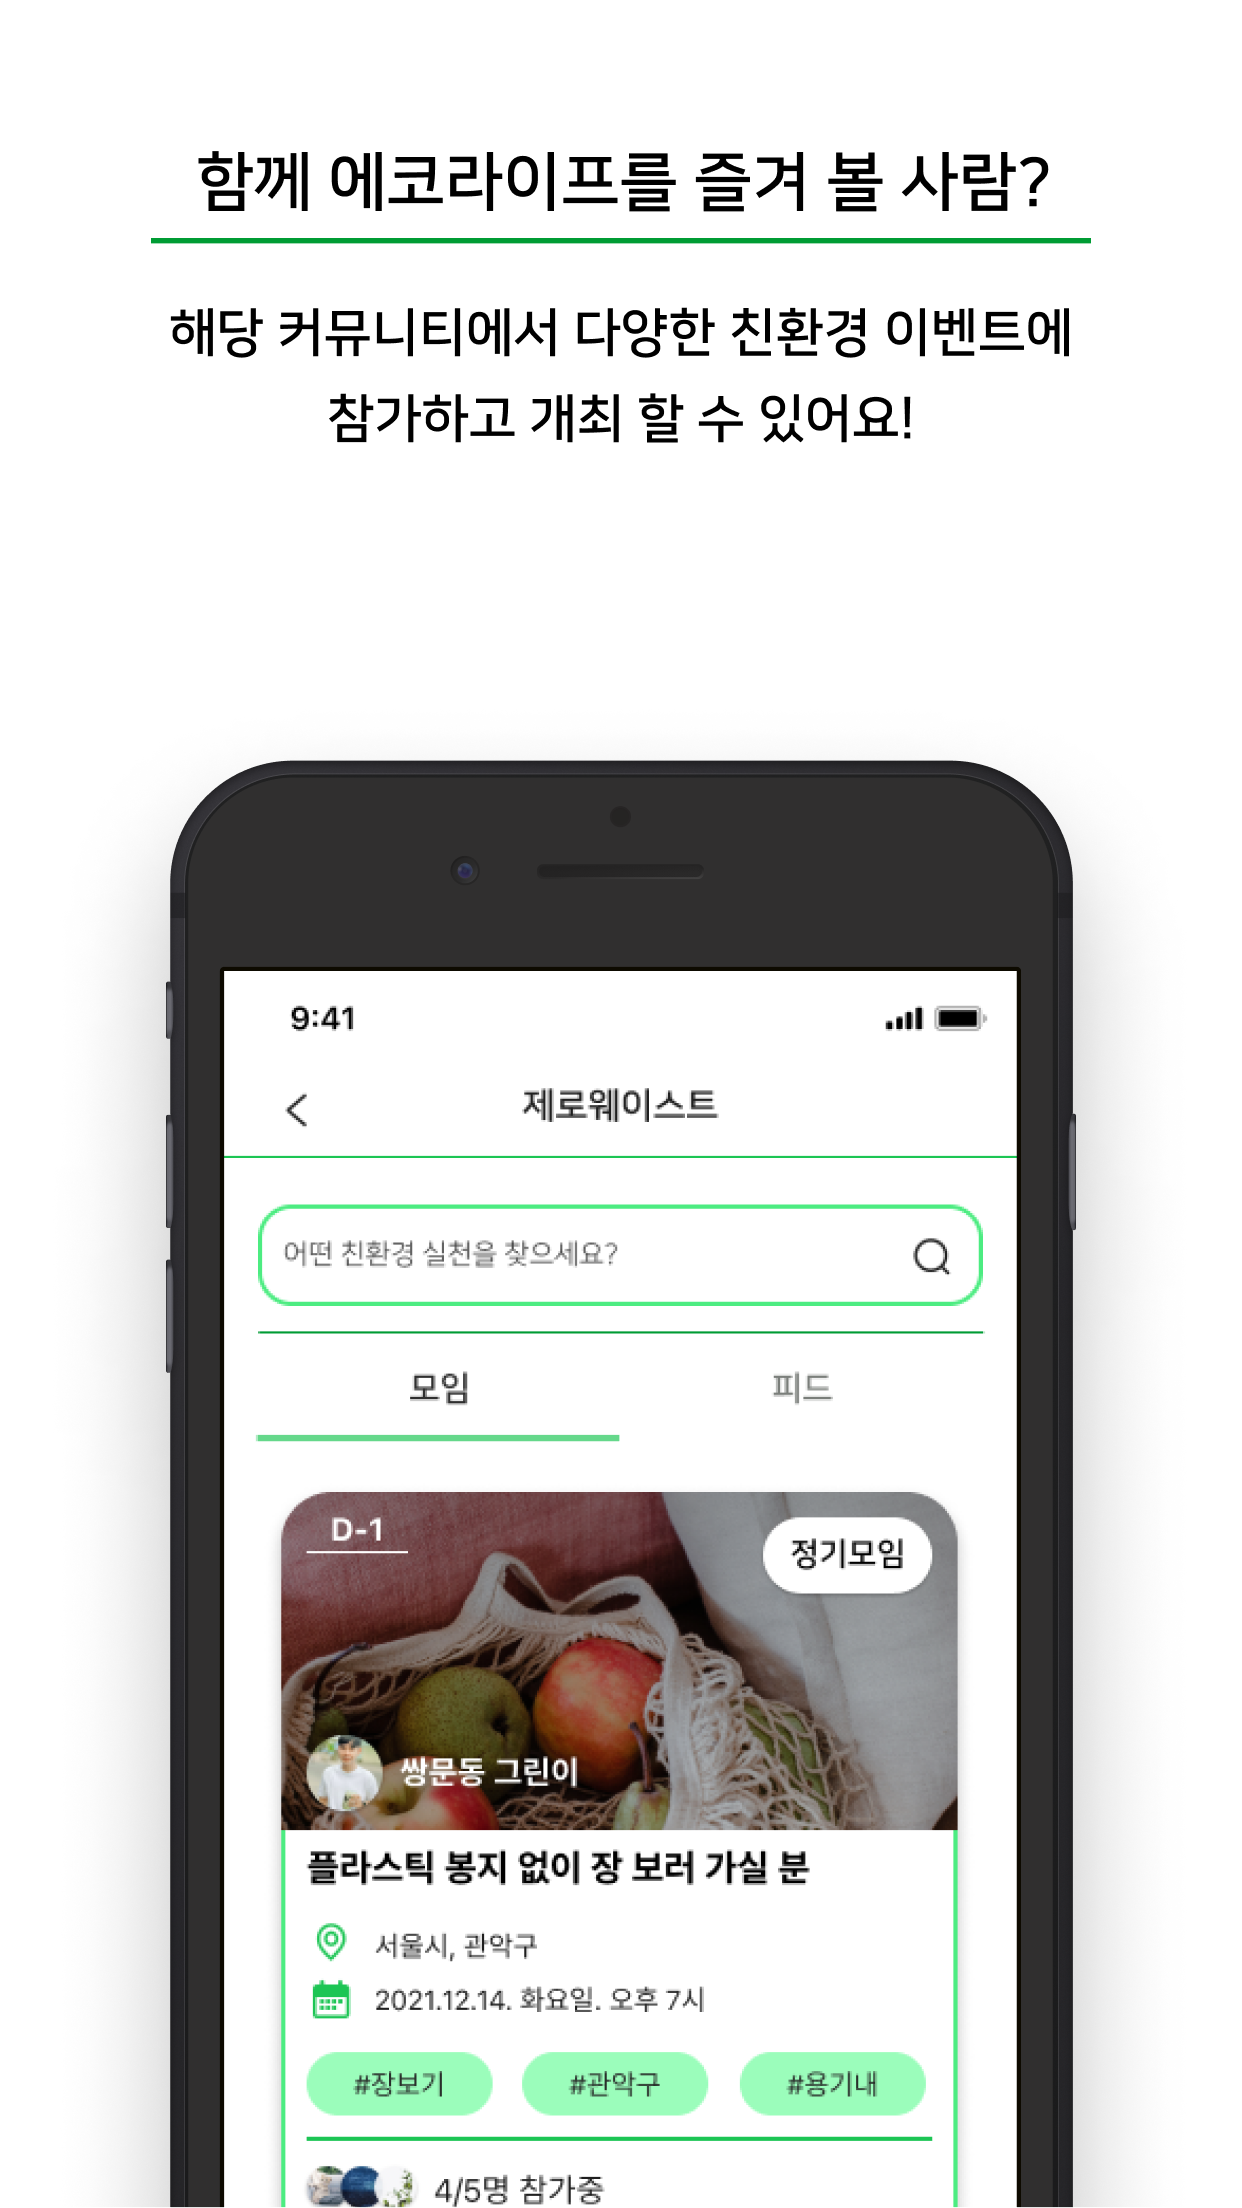 함께 에코라이프를 즐겨 볼 사람?
해당 커뮤니티에서 다양한 친환경 이벤트에
참가하고 개최 할 수 있어요!
9:41
제로웨이스트
어떤 친환경 실천을 찾으세요?
모임 피드
D-1 정기모임
쌍문동 그린이
플라스틱 봉지 없이 장 보러 가실 분
서울시, 관악구
2021.12.14. 화요일. 오후 7시
#장보기 #관악구 #용기내
4/5명 참가중